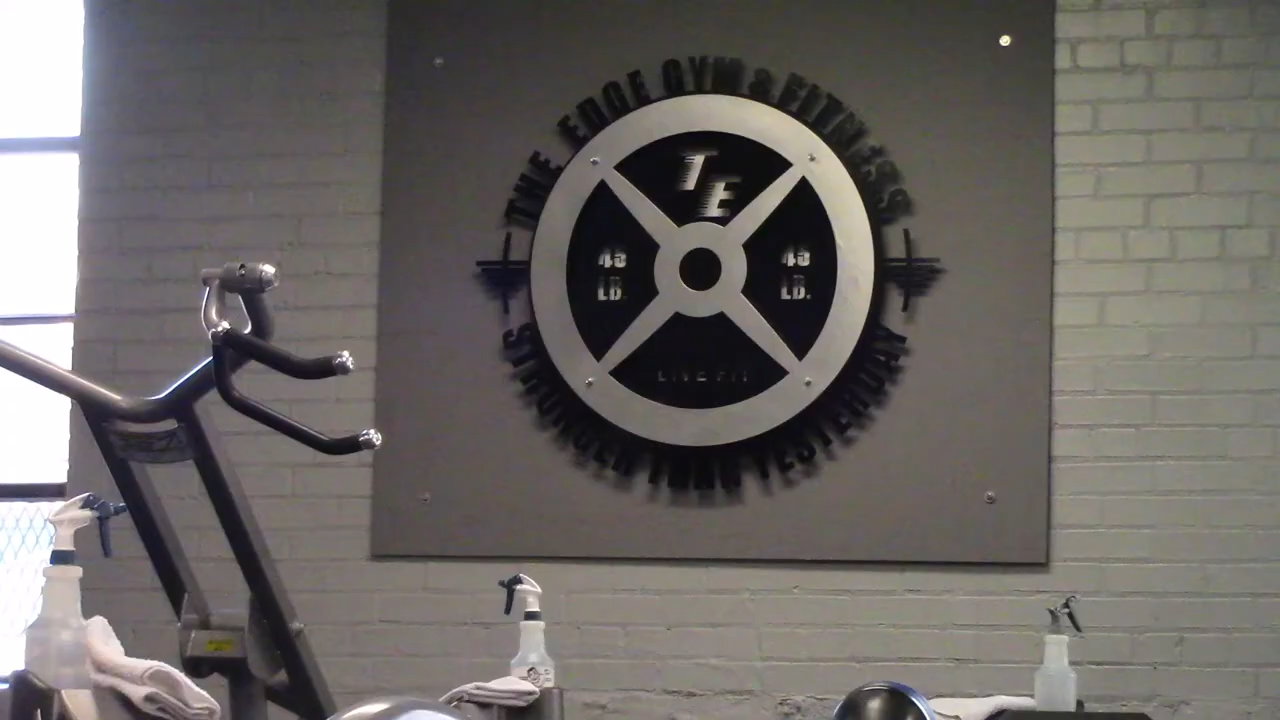 THE EDGE GYM & FITNESS
TE
45 LB.
45 LB.
LIVE FIT
STRONGER THAN YESTERDAY